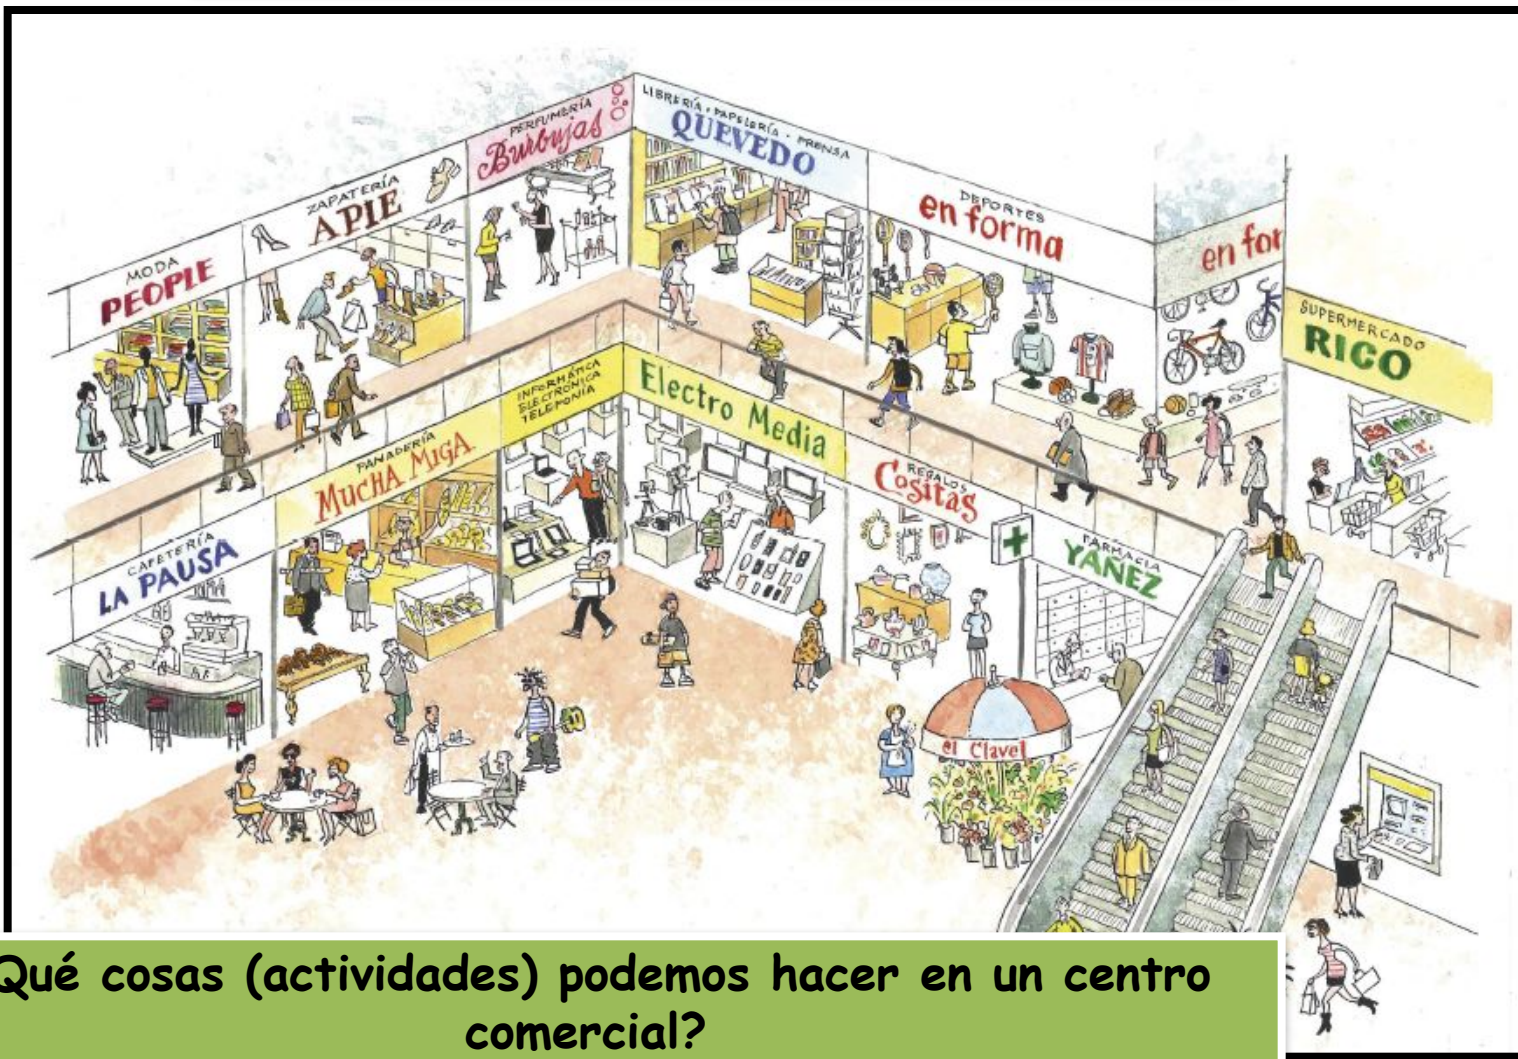 MODA
PEOPLE
ZAPATERÍA
APIE
PERFUMERÍA
Burbujas
LIBRERÍA · PAPELERÍA · PRENSA
QUEVEDO
DEPORTES
en forma
en for
SUPERMERCADO
RICO
CAFETERÍA
LA PAUSA
PANADERÍA
MUCHA MIGA
INFORMÁTICA
ELECTRÓNICA
TELEFONÍA
Electro Media
REGALOS
Cositas
FARMACIA
YAÑEZ
el Clavel
Qué cosas (actividades) podemos hacer en un centro
comercial?